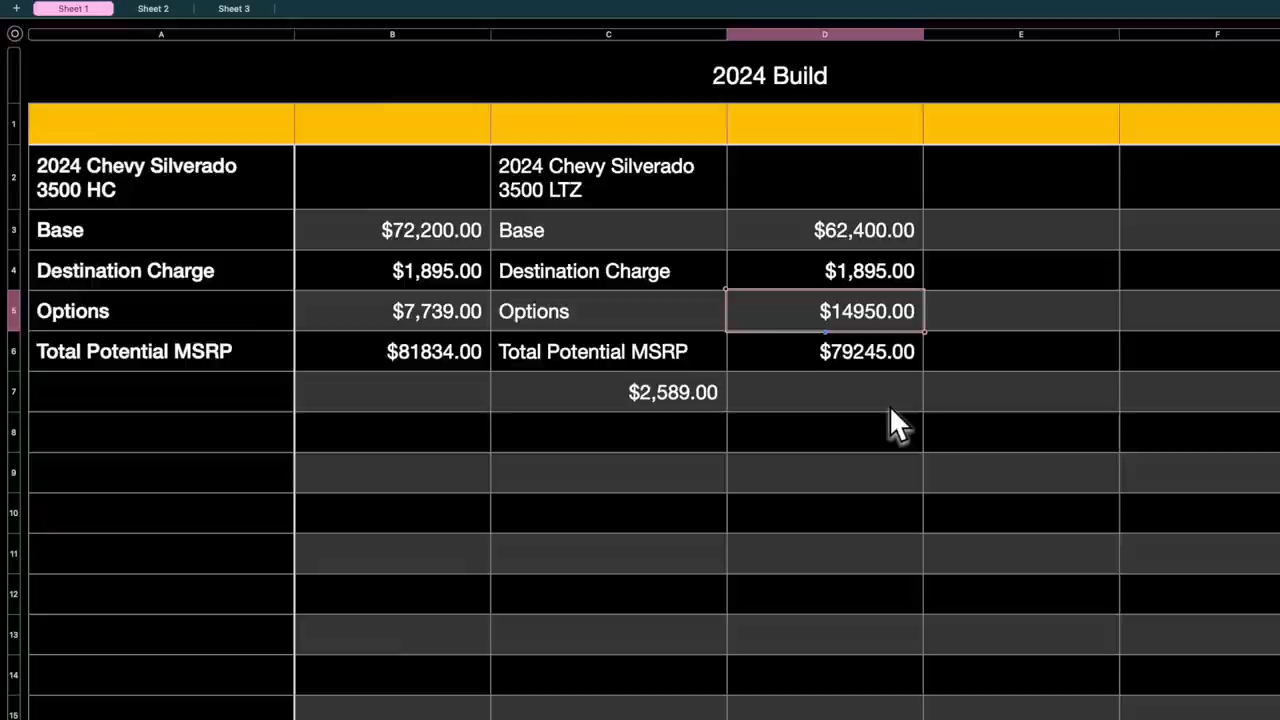 + Sheet 1 Sheet 2 Sheet 3
A B C D E F
2024 Build
1
2 2024 Chevy Silverado 2024 Chevy Silverado
3500 HC 3500 LTZ
3 Base $72,200.00 Base $62,400.00
4 Destination Charge $1,895.00 Destination Charge $1,895.00
5 Options $7,739.00 Options $14950.00
6 Total Potential MSRP $81834.00 Total Potential MSRP $79245.00
7 $2,589.00
8
9
10
11
12
13
14
15